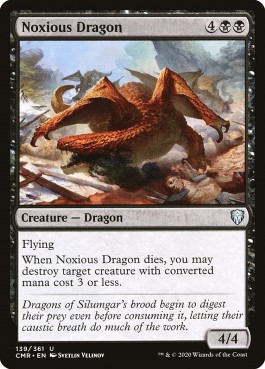 Noxious Dragon 4
Creature — Dragon
Flying
When Noxious Dragon dies, you may
destroy target creature with converted
mana cost 3 or less.
Dragons of Silumgar's brood begin to digest
their prey even before consuming it, letting their
caustic breath do much of the work.
4/4
139/361 U
CMR • EN SVETLIN VELINOV
™ & © 2020 Wizards of the Coast